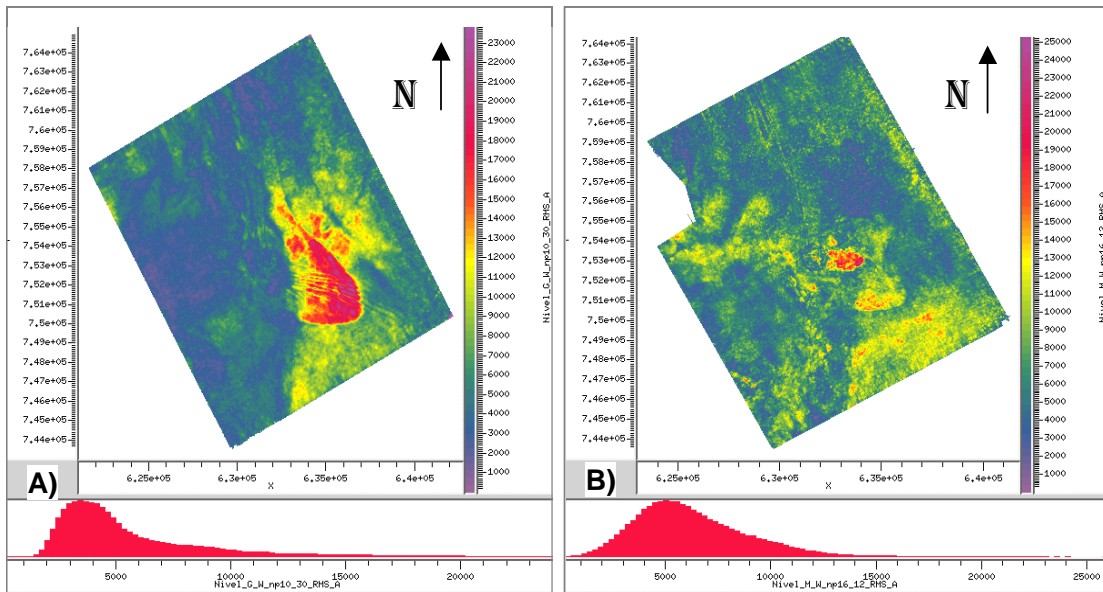 7.64e+05
7.63e+05
7.62e+05
7.61e+05
7.6e+05
7.59e+05
7.58e+05
7.57e+05
7.56e+05
7.55e+05
7.54e+05
7.53e+05
7.52e+05
7.51e+05
7.5e+05
7.49e+05
7.48e+05
7.47e+05
7.46e+05
7.45e+05
7.44e+05
N
23000
22000
21000
20000
19000
18000
17000
16000
15000
14000
13000
12000
11000
10000
9000
8000
7000
6000
5000
4000
3000
2000
1000
Nivel_G_W_np10_30_RMS_A
A)
6.25e+05 6.3e+05 6.35e+05 6.4e+05
X
5000 10000 15000 20000
Nivel_G_W_np10_30_RMS_A
7.64e+05
7.63e+05
7.62e+05
7.61e+05
7.6e+05
7.59e+05
7.58e+05
7.57e+05
7.56e+05
7.55e+05
7.54e+05
7.53e+05
7.52e+05
7.51e+05
7.5e+05
7.49e+05
7.48e+05
7.47e+05
7.46e+05
7.45e+05
7.44e+05
N
25000
24000
23000
22000
21000
20000
19000
18000
17000
16000
15000
14000
13000
12000
11000
10000
9000
8000
7000
6000
5000
4000
3000
2000
1000
Nivel_M_W_np16_12_RMS_A
B)
6.25e+05 6.3e+05 6.35e+05 6.4e+05
X
5000 10000 15000 20000 25000
Nivel_M_W_np16_12_RMS_A